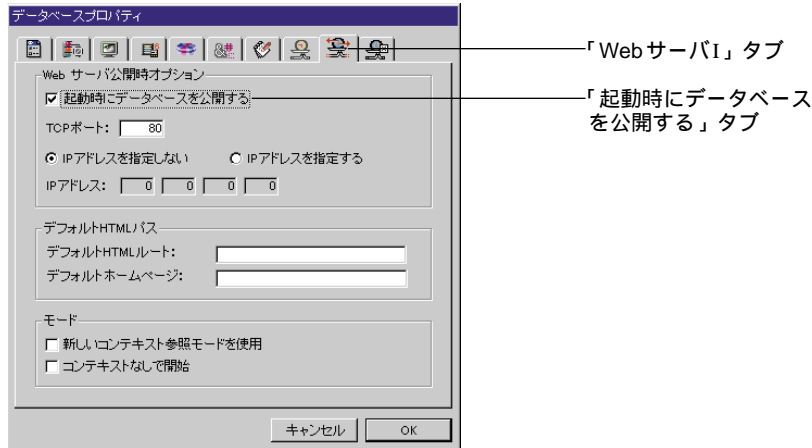 データベースプロパティ
「Webサーバ I」タブ
Web サーバ公開時オプション
起動時にデータベースを公開する
「起動時にデータベース
を公開する」タブ
TCPポート: 80
IPアドレスを指定しない IPアドレスを指定する
IPアドレス: 0 0 0 0
デフォルトHTMLパス
デフォルトHTMLルート:
デフォルトホームページ:
モード
新しいコンテキスト参照モードを使用
コンテキストなしで開始
キャンセル OK